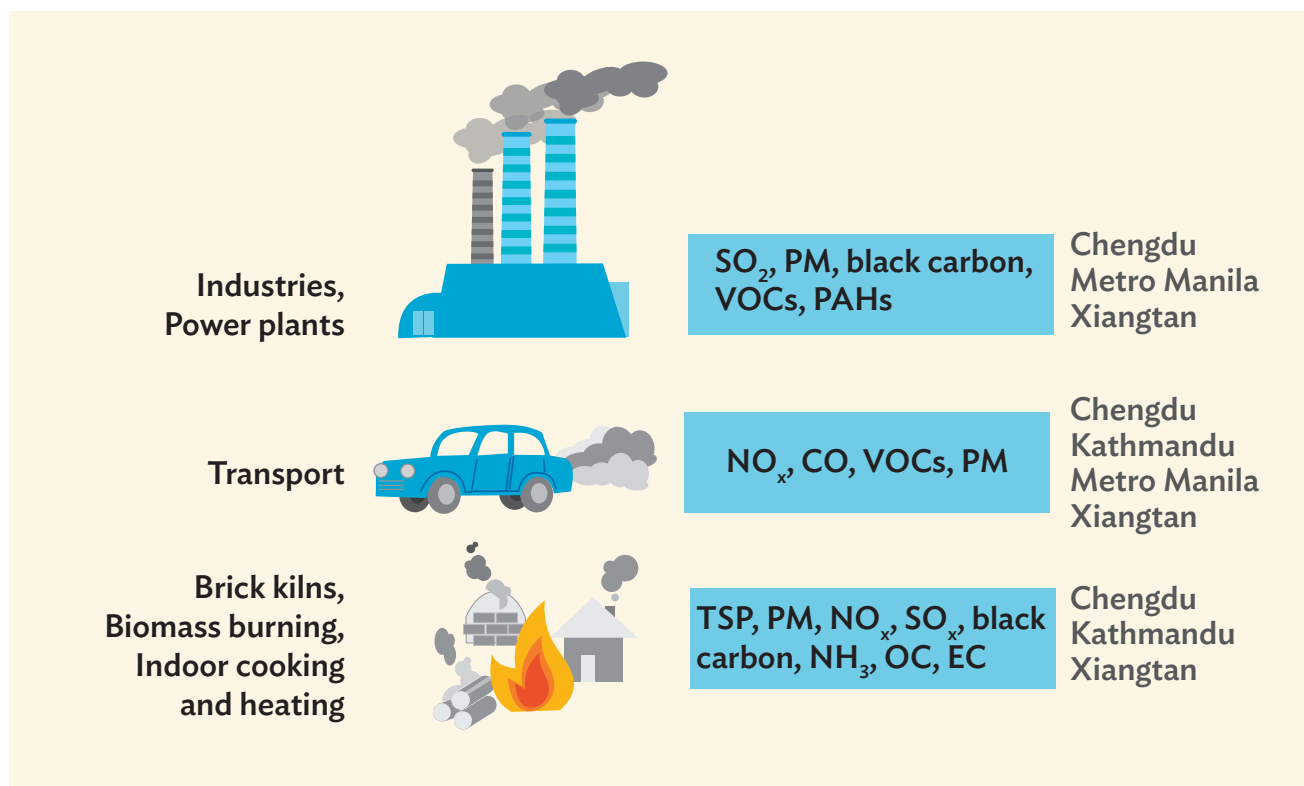 Industries,
Power plants
SO₂, PM, black carbon,
VOCs, PAHs
Chengdu
Metro Manila
Xiangtan
Transport
NOₓ, CO, VOCs, PM
Chengdu
Kathmandu
Metro Manila
Xiangtan
Brick kilns,
Biomass burning,
Indoor cooking
and heating
TSP, PM, NOₓ, SOₓ, black
carbon, NH₃, OC, EC
Chengdu
Kathmandu
Xiangtan